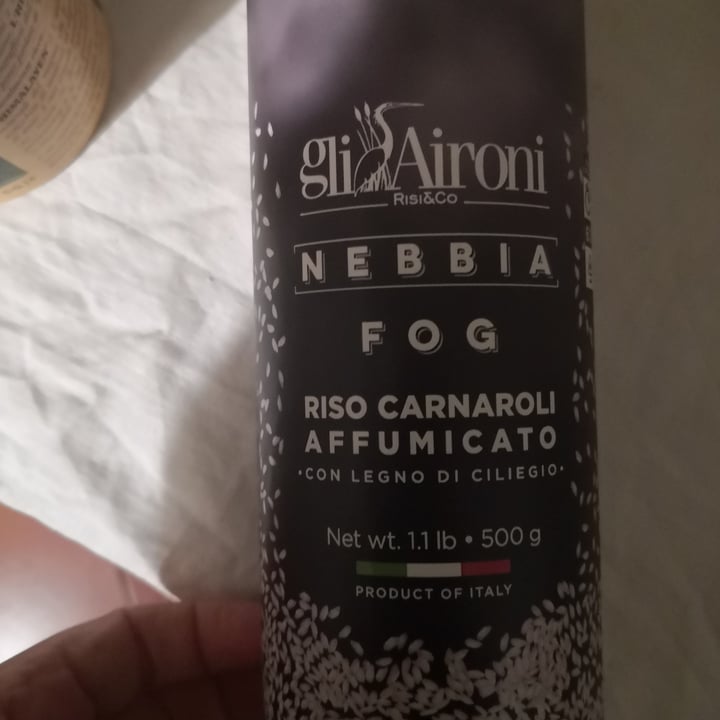 HIMALAYEN
gli Aironi
RISI&CO
NEBBIA
FOG
RISO CARNAROLI
AFFUMICATO
•CON LEGNO DI CILIEGIO•
Net wt. 1.1 lb • 500 g
PRODUCT OF ITALY